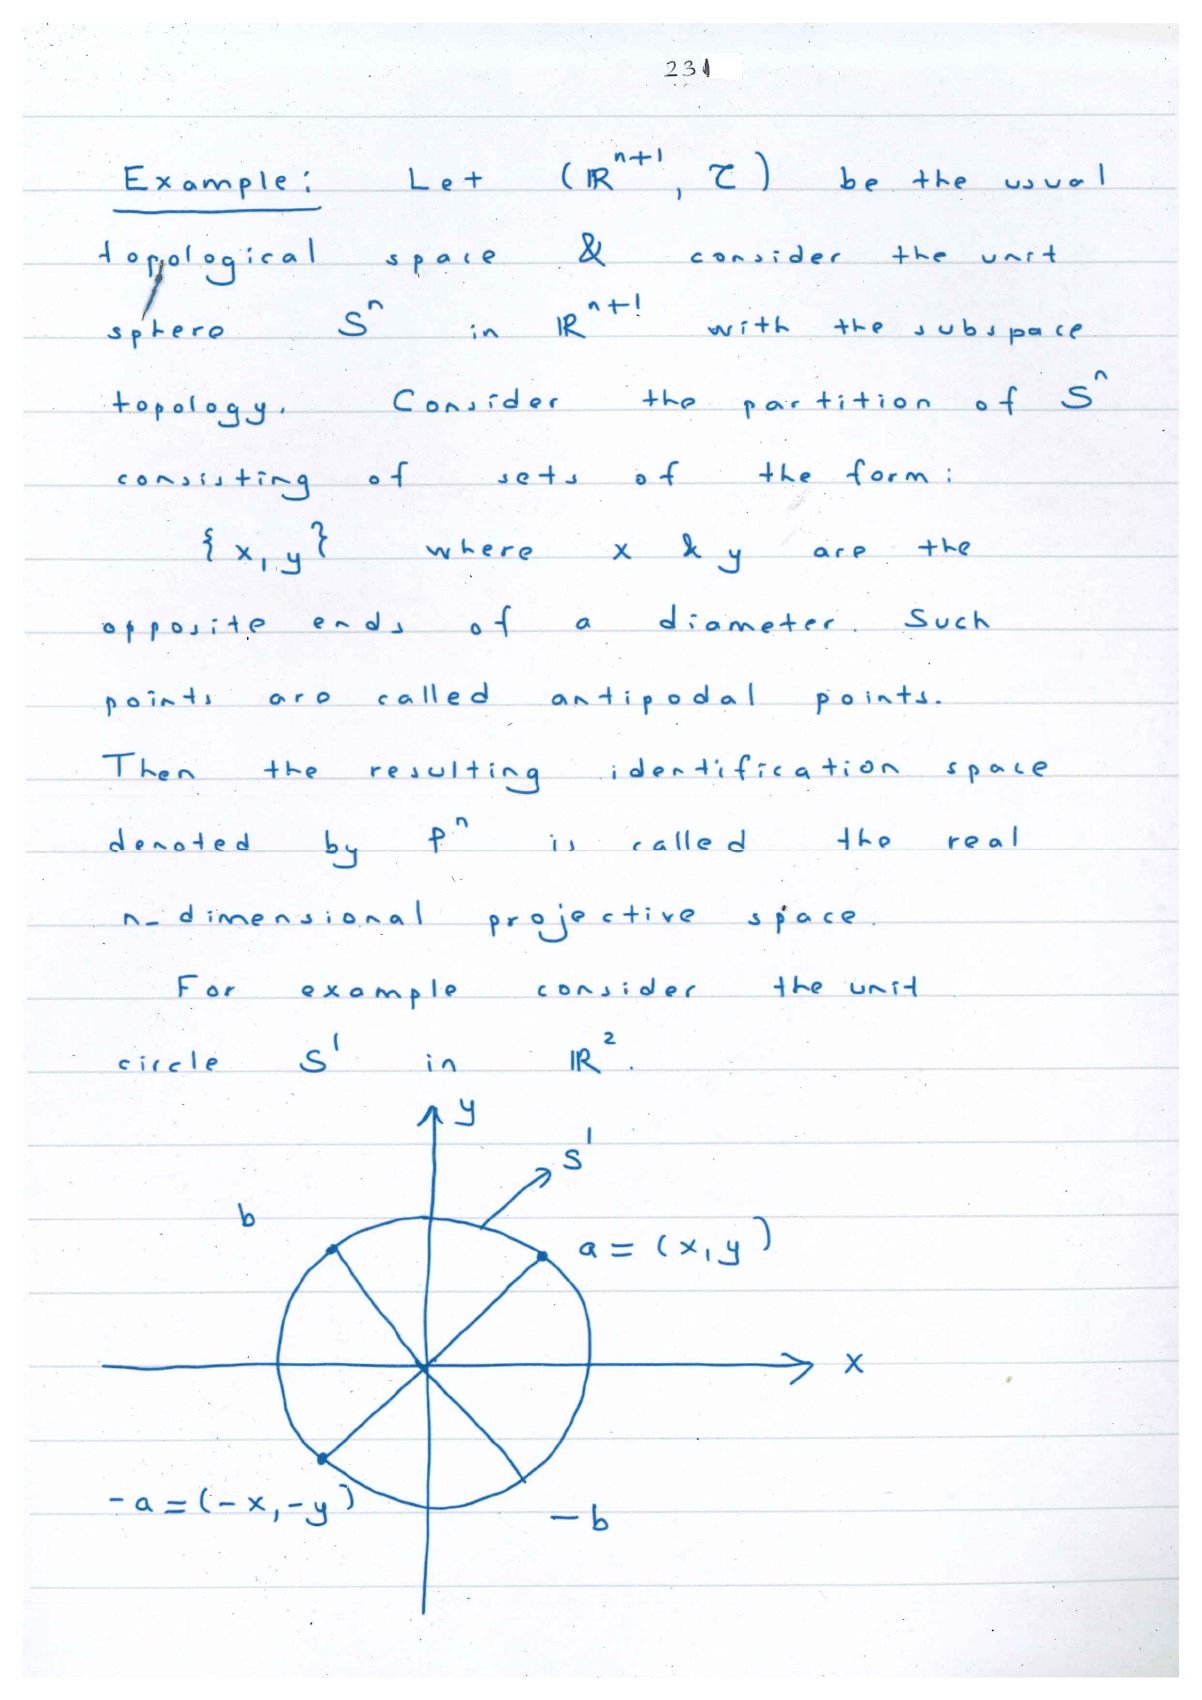 231
Example: Let (ℝⁿ⁺¹, τ) be the usual
topological space & consider the unit
sphere Sⁿ in ℝⁿ⁺¹ with the subspace
topology. Consider the partition of Sⁿ
consisting of sets of the form:
{x, y} where x & y are the
opposite ends of a diameter. Such
points are called antipodal points.
Then the resulting identification space
denoted by Pⁿ is called the real
n-dimensional projective space.
For example consider the unit
circle S¹ in ℝ².
y
S¹
b
a = (x, y)
x
-a = (-x, -y)
-b